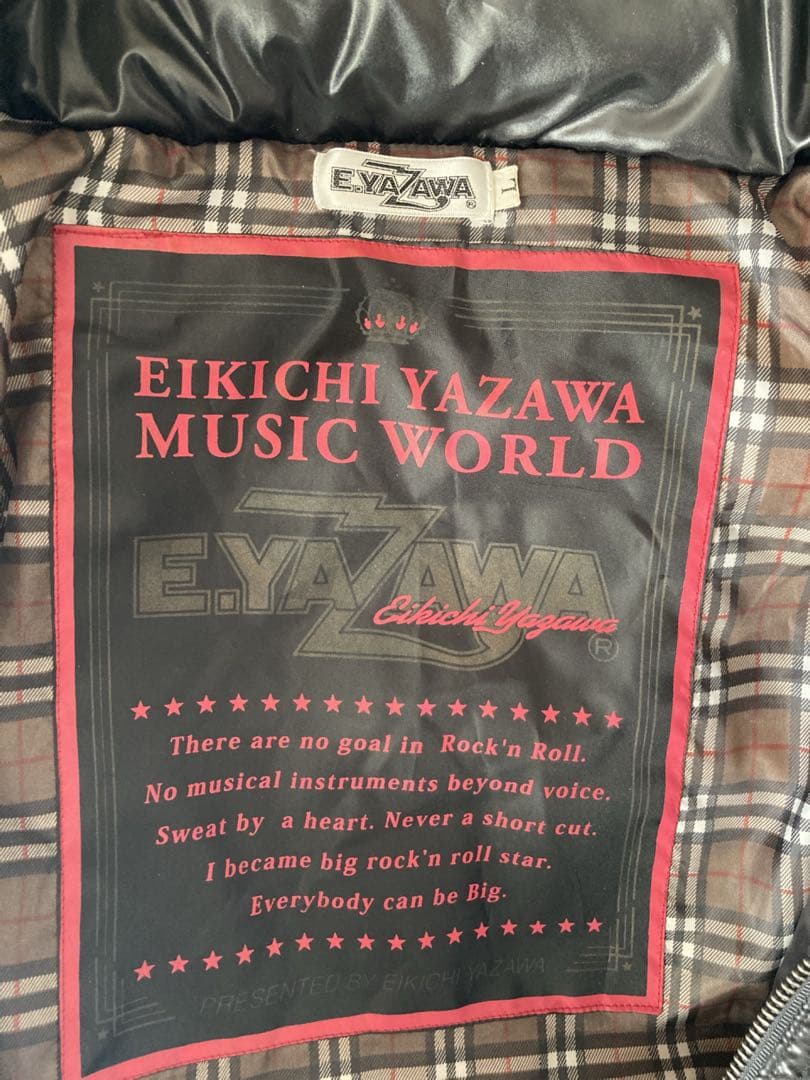 E.YAZAWA
®
L
EIKICHI YAZAWA
MUSIC WORLD
E.YAZAWA
Eikichi Yazawa
®
There are no goal in Rock'n Roll.
No musical instruments beyond voice.
Sweat by a heart. Never a short cut.
I became big rock'n roll star.
Everybody can be Big.
PRESENTED BY EIKICHI YAZAWA